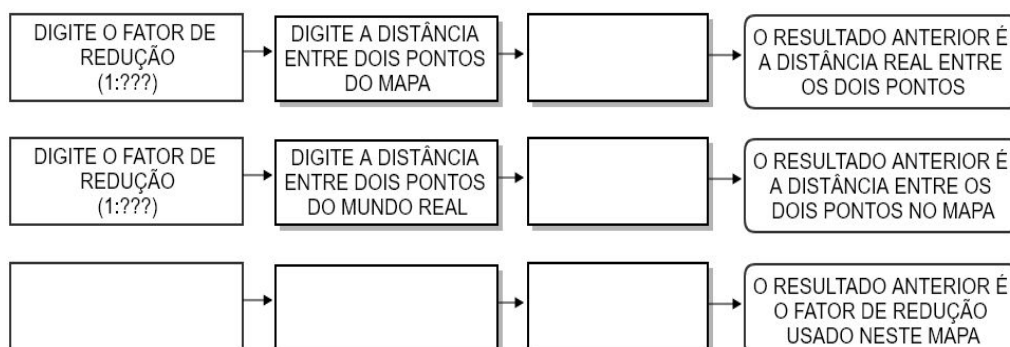 DIGITE O FATOR DE
REDUÇÃO
(1:???)
DIGITE A DISTÂNCIA
ENTRE DOIS PONTOS
DO MAPA
O RESULTADO ANTERIOR É
A DISTÂNCIA REAL ENTRE
OS DOIS PONTOS
DIGITE O FATOR DE
REDUÇÃO
(1:???)
DIGITE A DISTÂNCIA
ENTRE DOIS PONTOS
DO MUNDO REAL
O RESULTADO ANTERIOR É
A DISTÂNCIA ENTRE OS
DOIS PONTOS NO MAPA
O RESULTADO ANTERIOR É
O FATOR DE REDUÇÃO
USADO NESTE MAPA